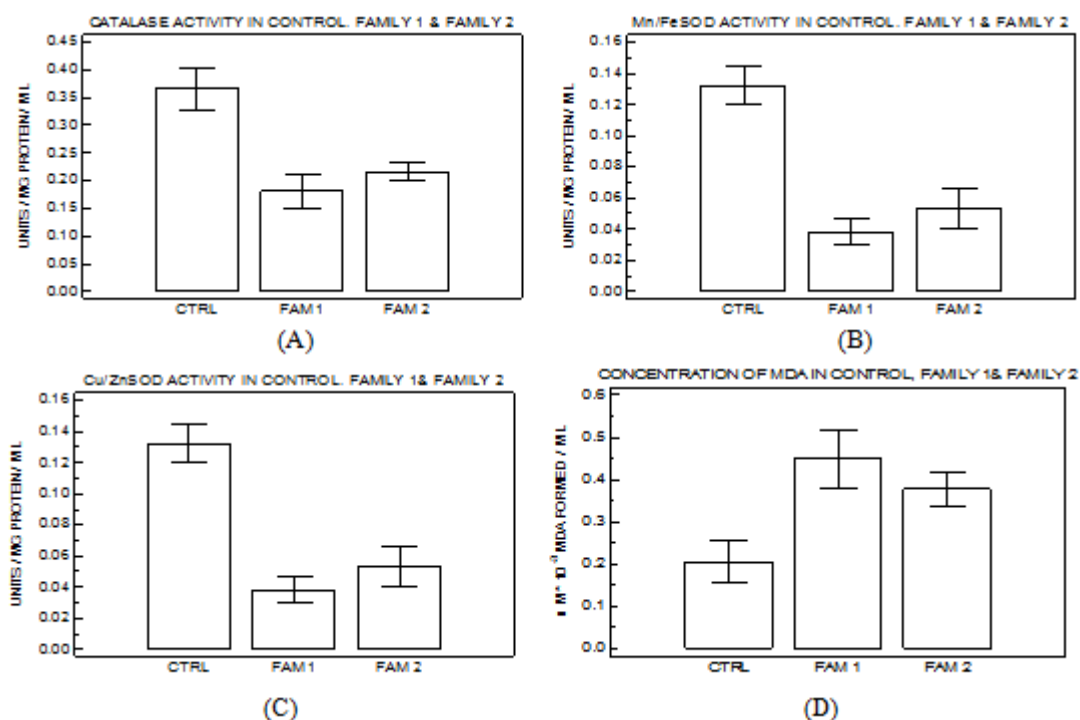 CATALASE ACTIVITY IN CONTROL. FAMILY 1 & FAMILY 2
UNITS / MG PROTEIN / ML
0.45
0.40
0.35
0.30
0.25
0.20
0.15
0.10
0.05
0.00
CTRL FAM 1 FAM 2
(A)
Mn/FeSOD ACTIVITY IN CONTROL. FAMILY 1 & FAMILY 2
UNITS / MG PROTEIN / ML
0.16
0.14
0.12
0.10
0.08
0.06
0.04
0.02
0.00
CTRL FAM 1 FAM 2
(B)
Cu/ZnSOD ACTIVITY IN CONTROL. FAMILY 1& FAMILY 2
UNITS / MG PROTEIN / ML
0.16
0.14
0.12
0.10
0.08
0.06
0.04
0.02
0.00
CTRL FAM 1 FAM 2
(C)
CONCENTRATION OF MDA IN CONTROL, FAMILY 1& FAMILY 2
M* 10⁻³ MDA FORMED / ML
0.6
0.5
0.4
0.3
0.2
0.1
0.0
CTRL FAM 1 FAM 2
(D)